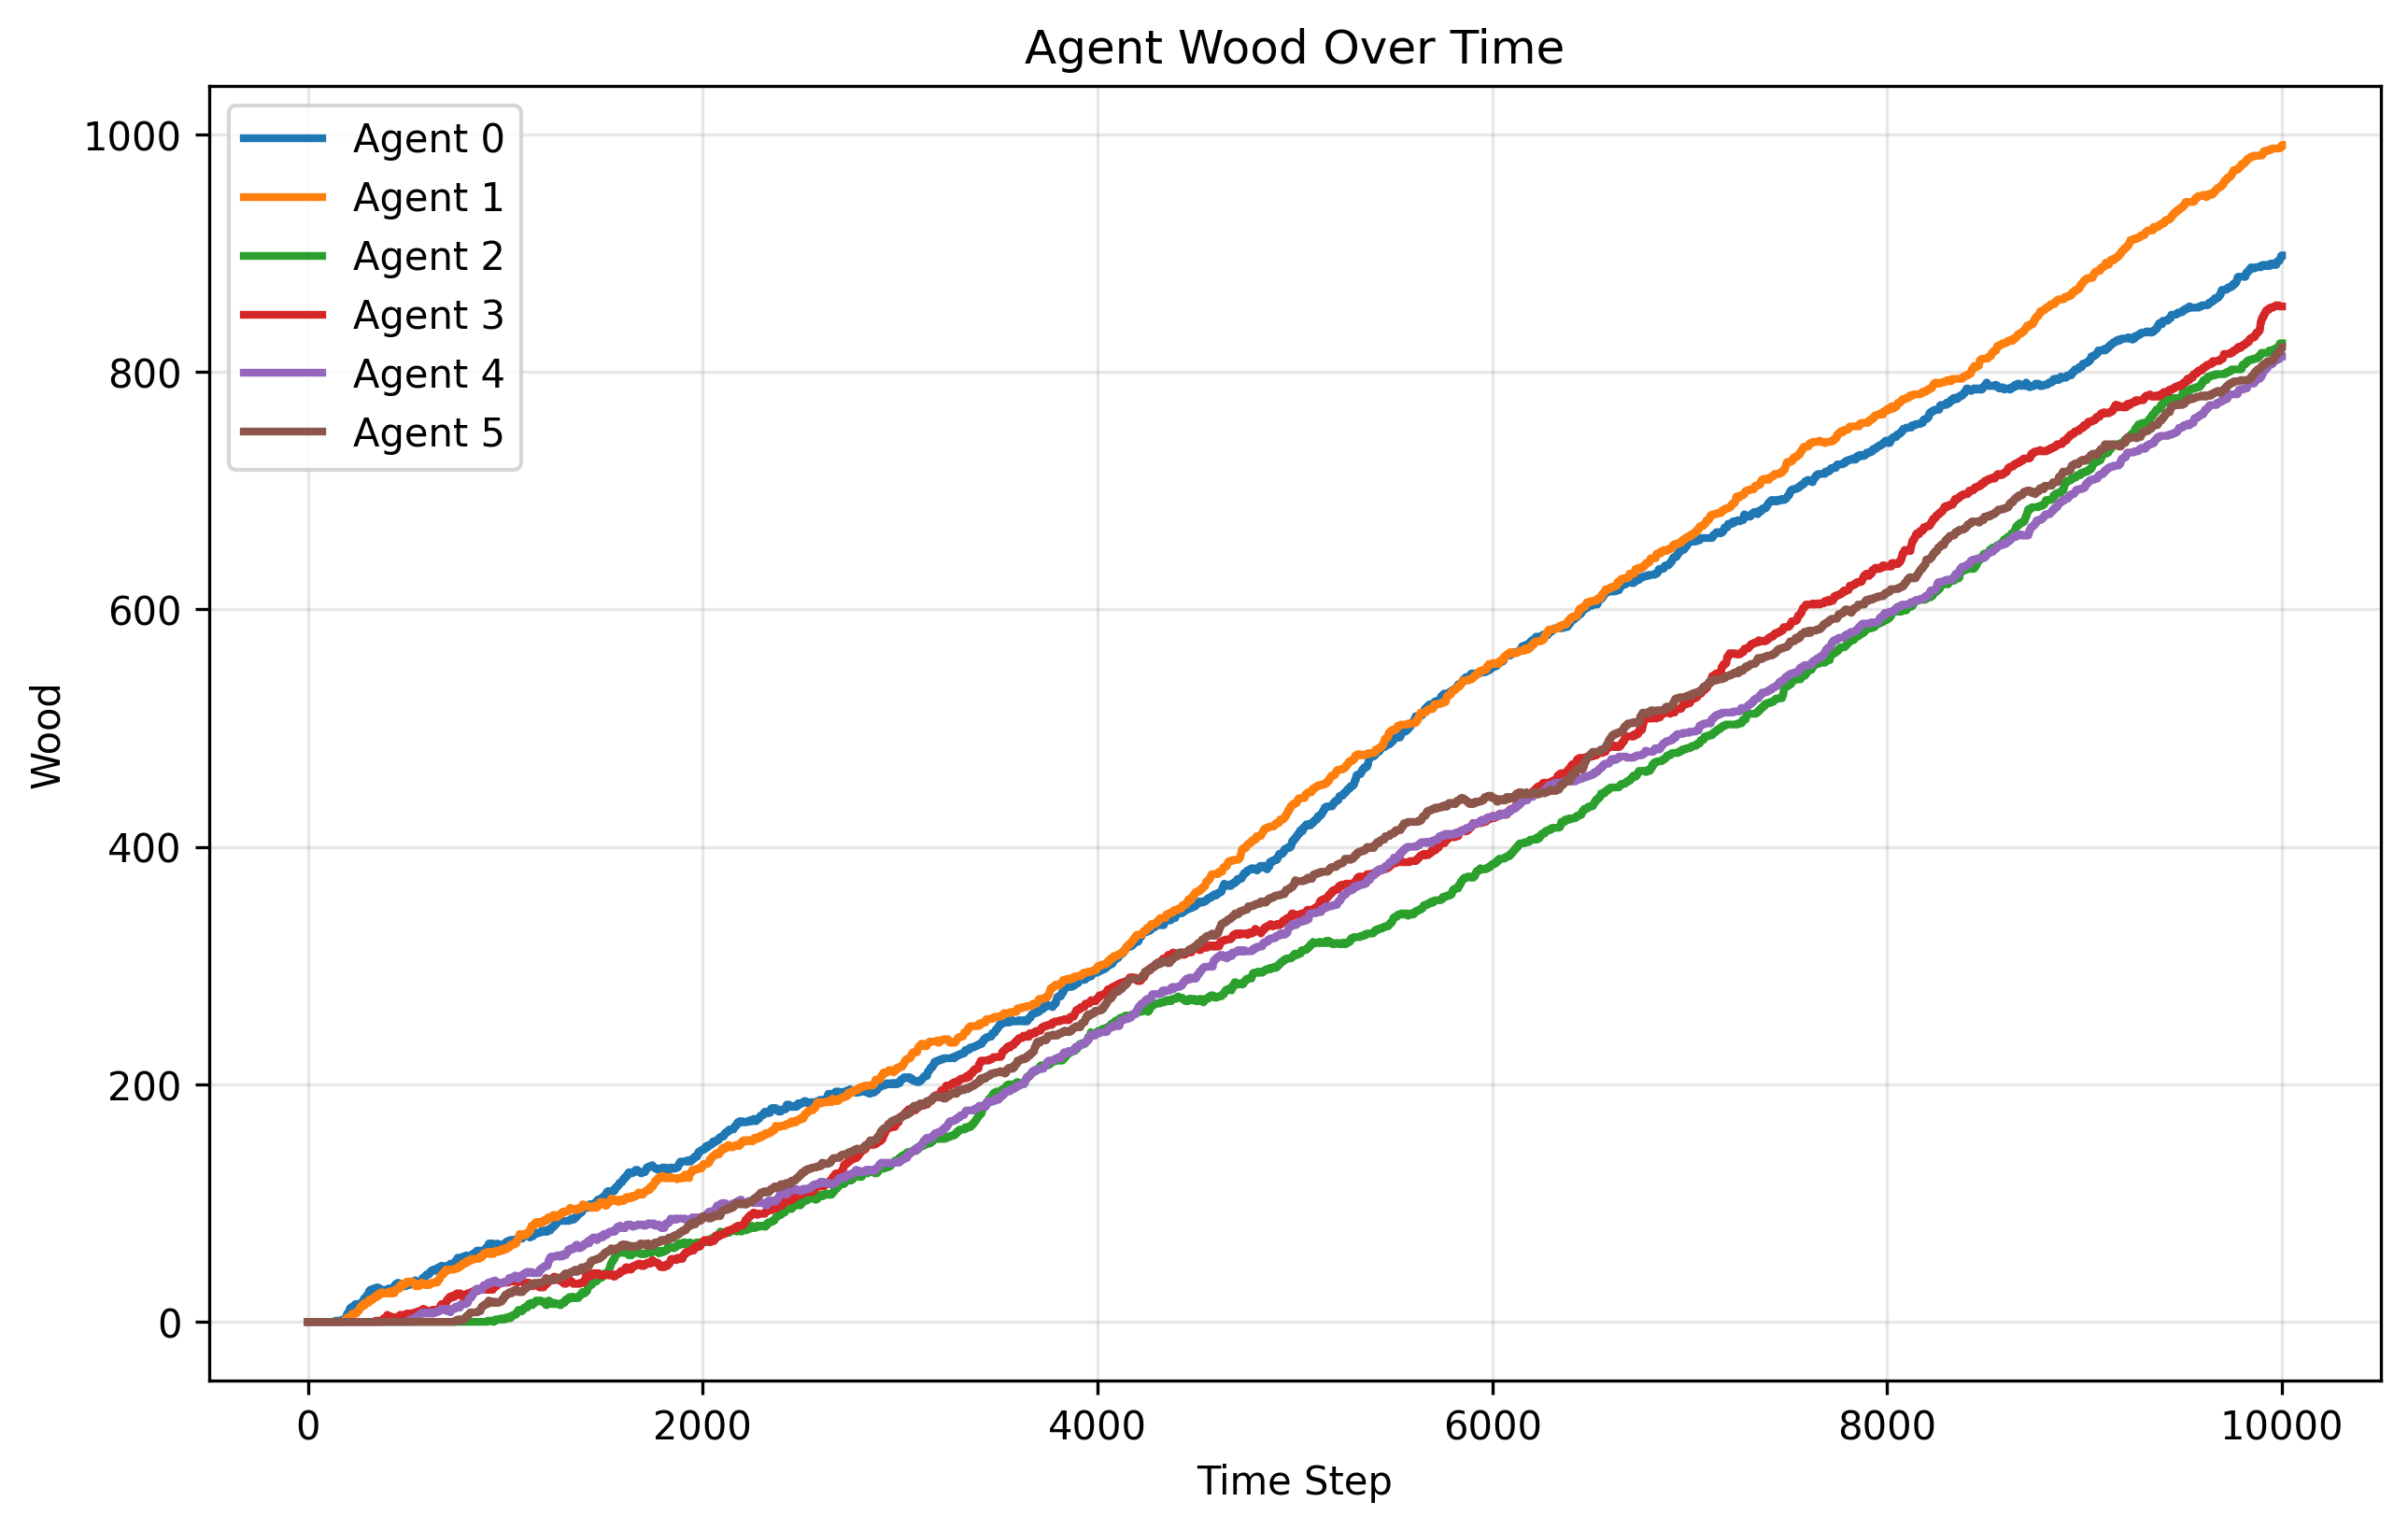 Agent Wood Over Time
1000
800
600
400
200
0
Wood
Agent 0
Agent 1
Agent 2
Agent 3
Agent 4
Agent 5
0 2000 4000 6000 8000 10000
Time Step